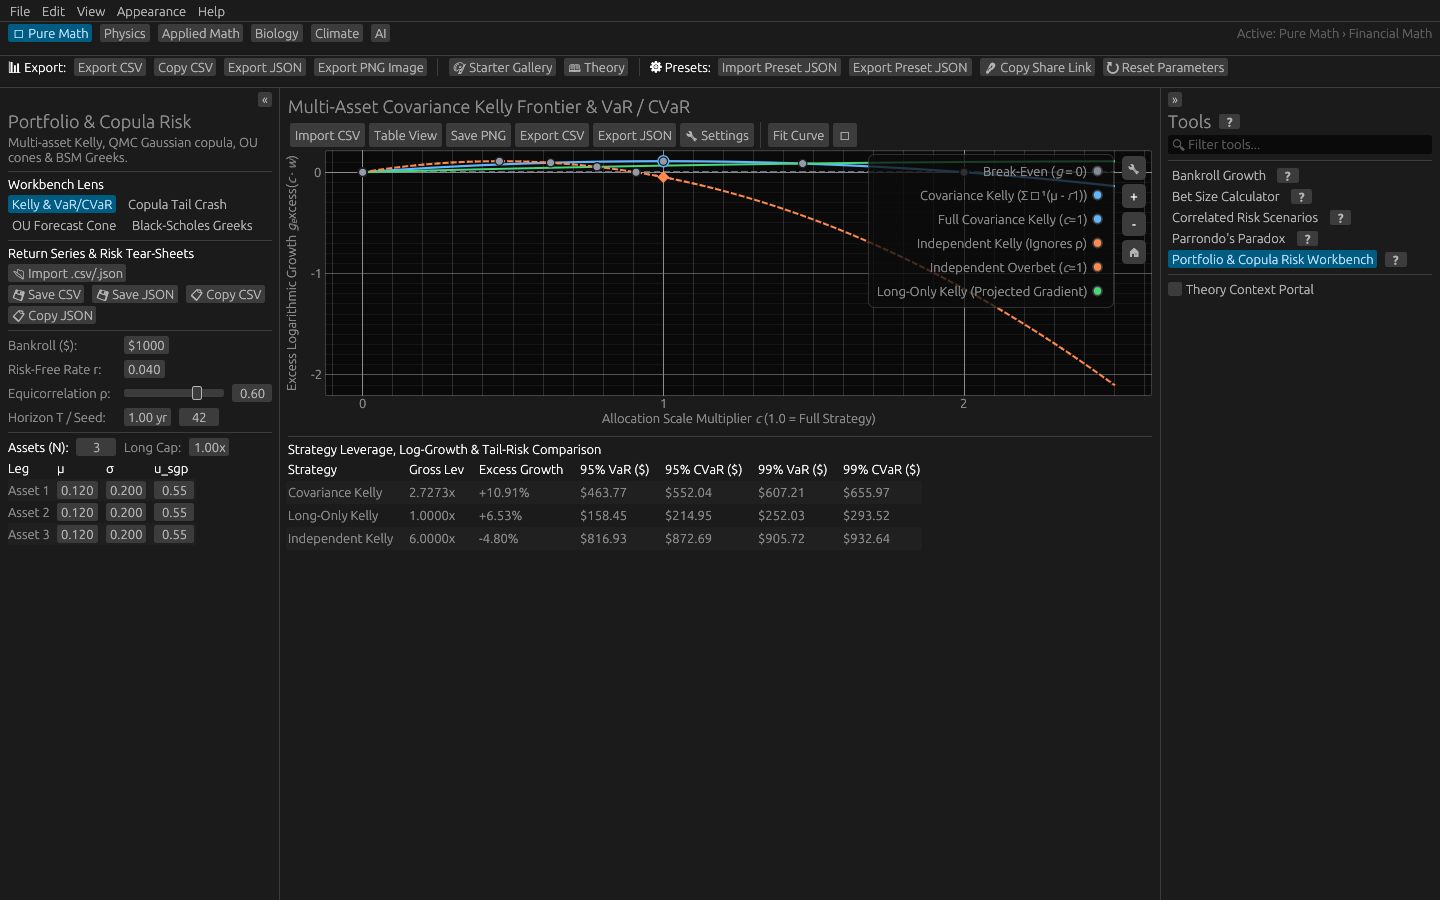 File Edit View Appearance Help
Pure Math Physics Applied Math Biology Climate AI Active: Pure Math › Financial Math
Export: Export CSV Copy CSV Export JSON Export PNG Image Starter Gallery Theory Presets: Import Preset JSON Export Preset JSON Copy Share Link Reset Parameters
«
Portfolio & Copula Risk
Multi-asset Kelly, QMC Gaussian copula, OU
cones & BSM Greeks.
Workbench Lens
Kelly & VaR/CVaR Copula Tail Crash
OU Forecast Cone Black-Scholes Greeks
Return Series & Risk Tear-Sheets
Import .csv/.json
Save CSV Save JSON Copy CSV
Copy JSON
Bankroll ($): $1000
Risk-Free Rate r: 0.040
Equicorrelation ρ: 0.60
Horizon T / Seed: 1.00 yr 42
Assets (N): 3 Long Cap: 1.00x
Leg μ σ u_sgp
Asset 1 0.120 0.200 0.55
Asset 2 0.120 0.200 0.55
Asset 3 0.120 0.200 0.55
Multi-Asset Covariance Kelly Frontier & VaR / CVaR
Import CSV Table View Save PNG Export CSV Export JSON Settings Fit Curve
Excess Logarithmic Growth gₑxcess(c · w)
0
-1
-2
Break-Even (g = 0)
Covariance Kelly (Σ□¹(μ - r1))
Full Covariance Kelly (c=1)
Independent Kelly (Ignores ρ)
Independent Overbet (c=1)
Long-Only Kelly (Projected Gradient)
+
-
0 1 2
Allocation Scale Multiplier c (1.0 = Full Strategy)
Strategy Leverage, Log-Growth & Tail-Risk Comparison
Strategy Gross Lev Excess Growth 95% VaR ($) 95% CVaR ($) 99% VaR ($) 99% CVaR ($)
Covariance Kelly 2.7273x +10.91% $463.77 $552.04 $607.21 $655.97
Long-Only Kelly 1.0000x +6.53% $158.45 $214.95 $252.03 $293.52
Independent Kelly 6.0000x -4.80% $816.93 $872.69 $905.72 $932.64
»
Tools ?
Filter tools...
Bankroll Growth ?
Bet Size Calculator ?
Correlated Risk Scenarios ?
Parrondo's Paradox ?
Portfolio & Copula Risk Workbench ?
Theory Context Portal